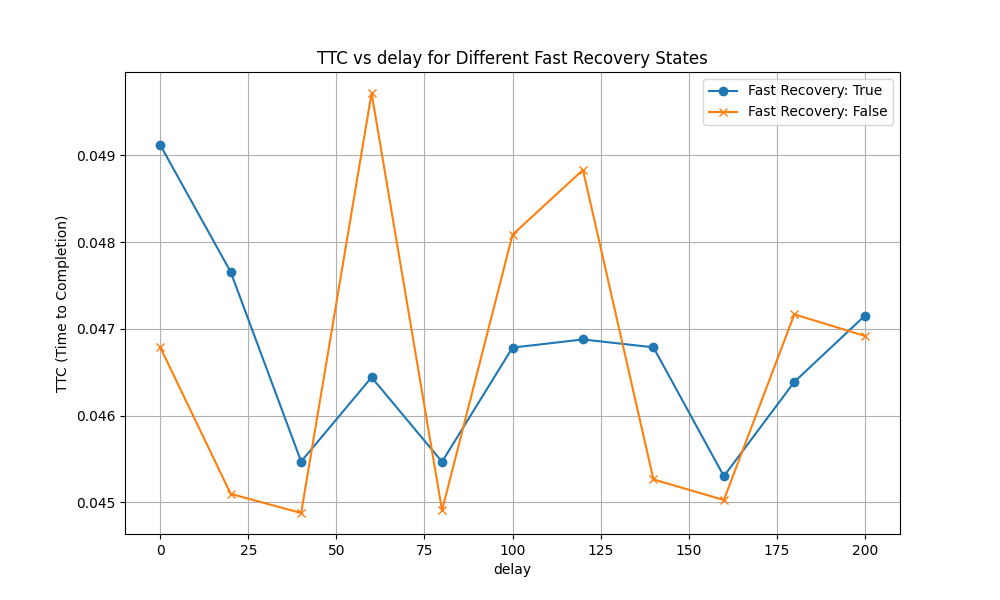 TTC vs delay for Different Fast Recovery States
Fast Recovery: True
Fast Recovery: False
TTC (Time to Completion)
0.049
0.048
0.047
0.046
0.045
0 25 50 75 100 125 150 175 200
delay